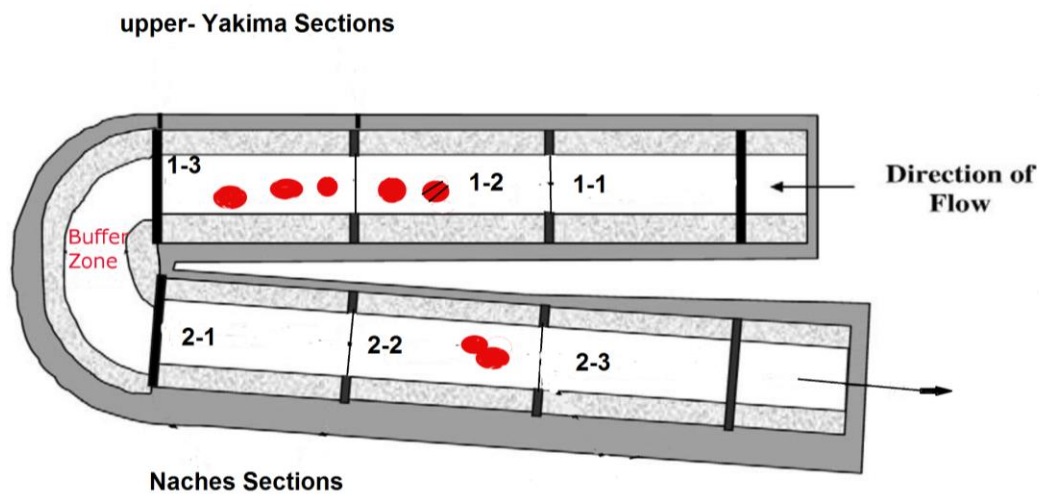 upper- Yakima Sections
1-3
1-2
1-1
Direction of
Flow
Buffer
Zone
2-1
2-2
2-3
Naches Sections